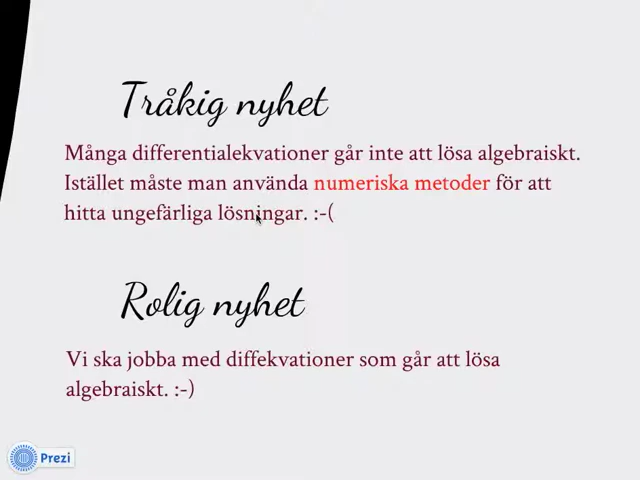 Tråkig nyhet
Många differentialekvationer går inte att lösa algebraiskt.
Istället måste man använda numeriska metoder för att
hitta ungefärliga lösningar. :-(
Rolig nyhet
Vi ska jobba med diffekvationer som går att lösa
algebraiskt. :-)
Prezi